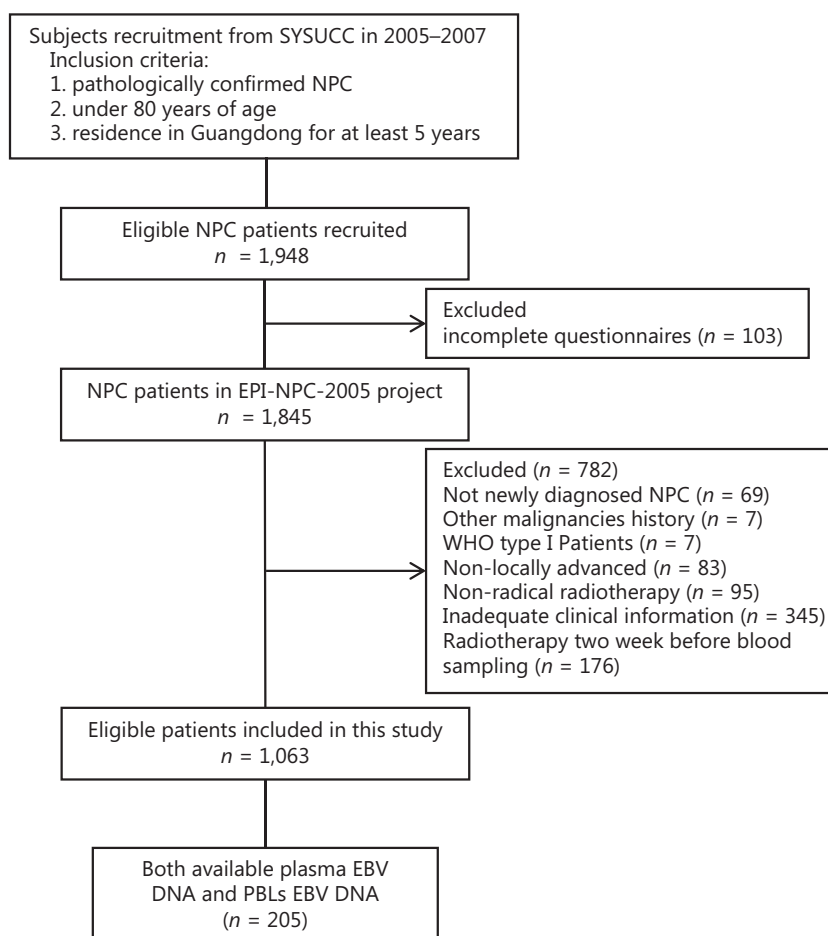 Subjects recruitment from SYSUCC in 2005–2007
Inclusion criteria:
1. pathologically confirmed NPC
2. under 80 years of age
3. residence in Guangdong for at least 5 years
Eligible NPC patients recruited
n = 1,948
Excluded
incomplete questionnaires (n = 103)
NPC patients in EPI-NPC-2005 project
n = 1,845
Excluded (n = 782)
Not newly diagnosed NPC (n = 69)
Other malignancies history (n = 7)
WHO type I Patients (n = 7)
Non-locally advanced (n = 83)
Non-radical radiotherapy (n = 95)
Inadequate clinical information (n = 345)
Radiotherapy two week before blood
sampling (n = 176)
Eligible patients included in this study
n = 1,063
Both available plasma EBV
DNA and PBLs EBV DNA
(n = 205)